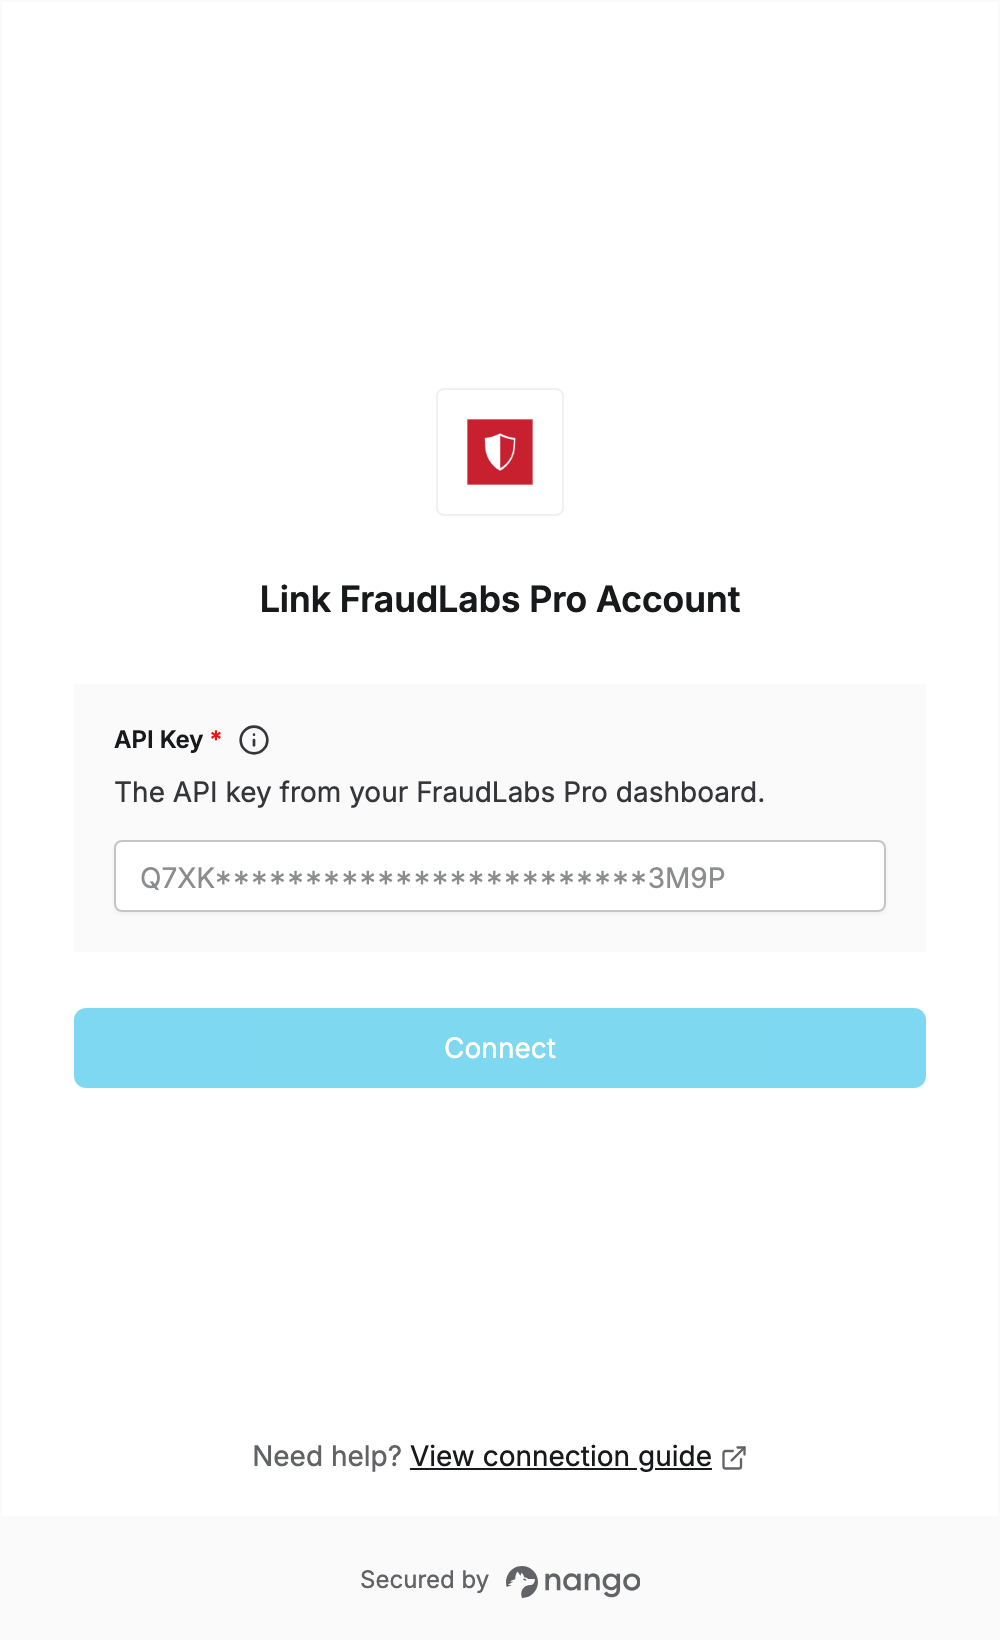 Link FraudLabs Pro Account
API Key *
The API key from your FraudLabs Pro dashboard.
Q7XK************************3M9P
Connect
Need help? View connection guide
Secured by nango